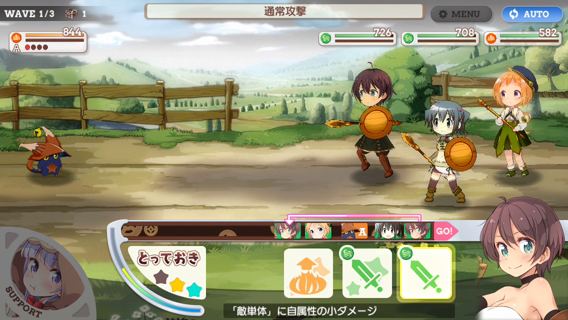 WAVE 1/3
1
通常攻撃
MENU
AUTO
844
A
726
708
582
A
GO!
とっておき
SUPPORT
「敵単体」に自属性の小ダメージ